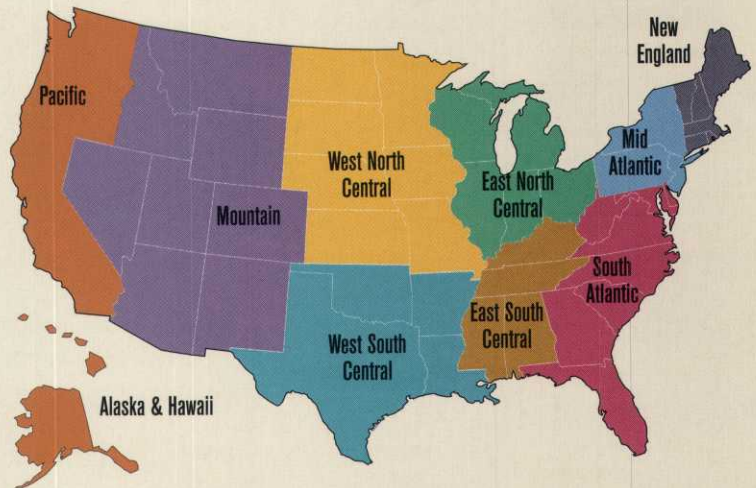 New
England
Pacific
Mid
Atlantic
West North
Central
East North
Central
Mountain
South
Atlantic
East South
Central
West South
Central
Alaska & Hawaii